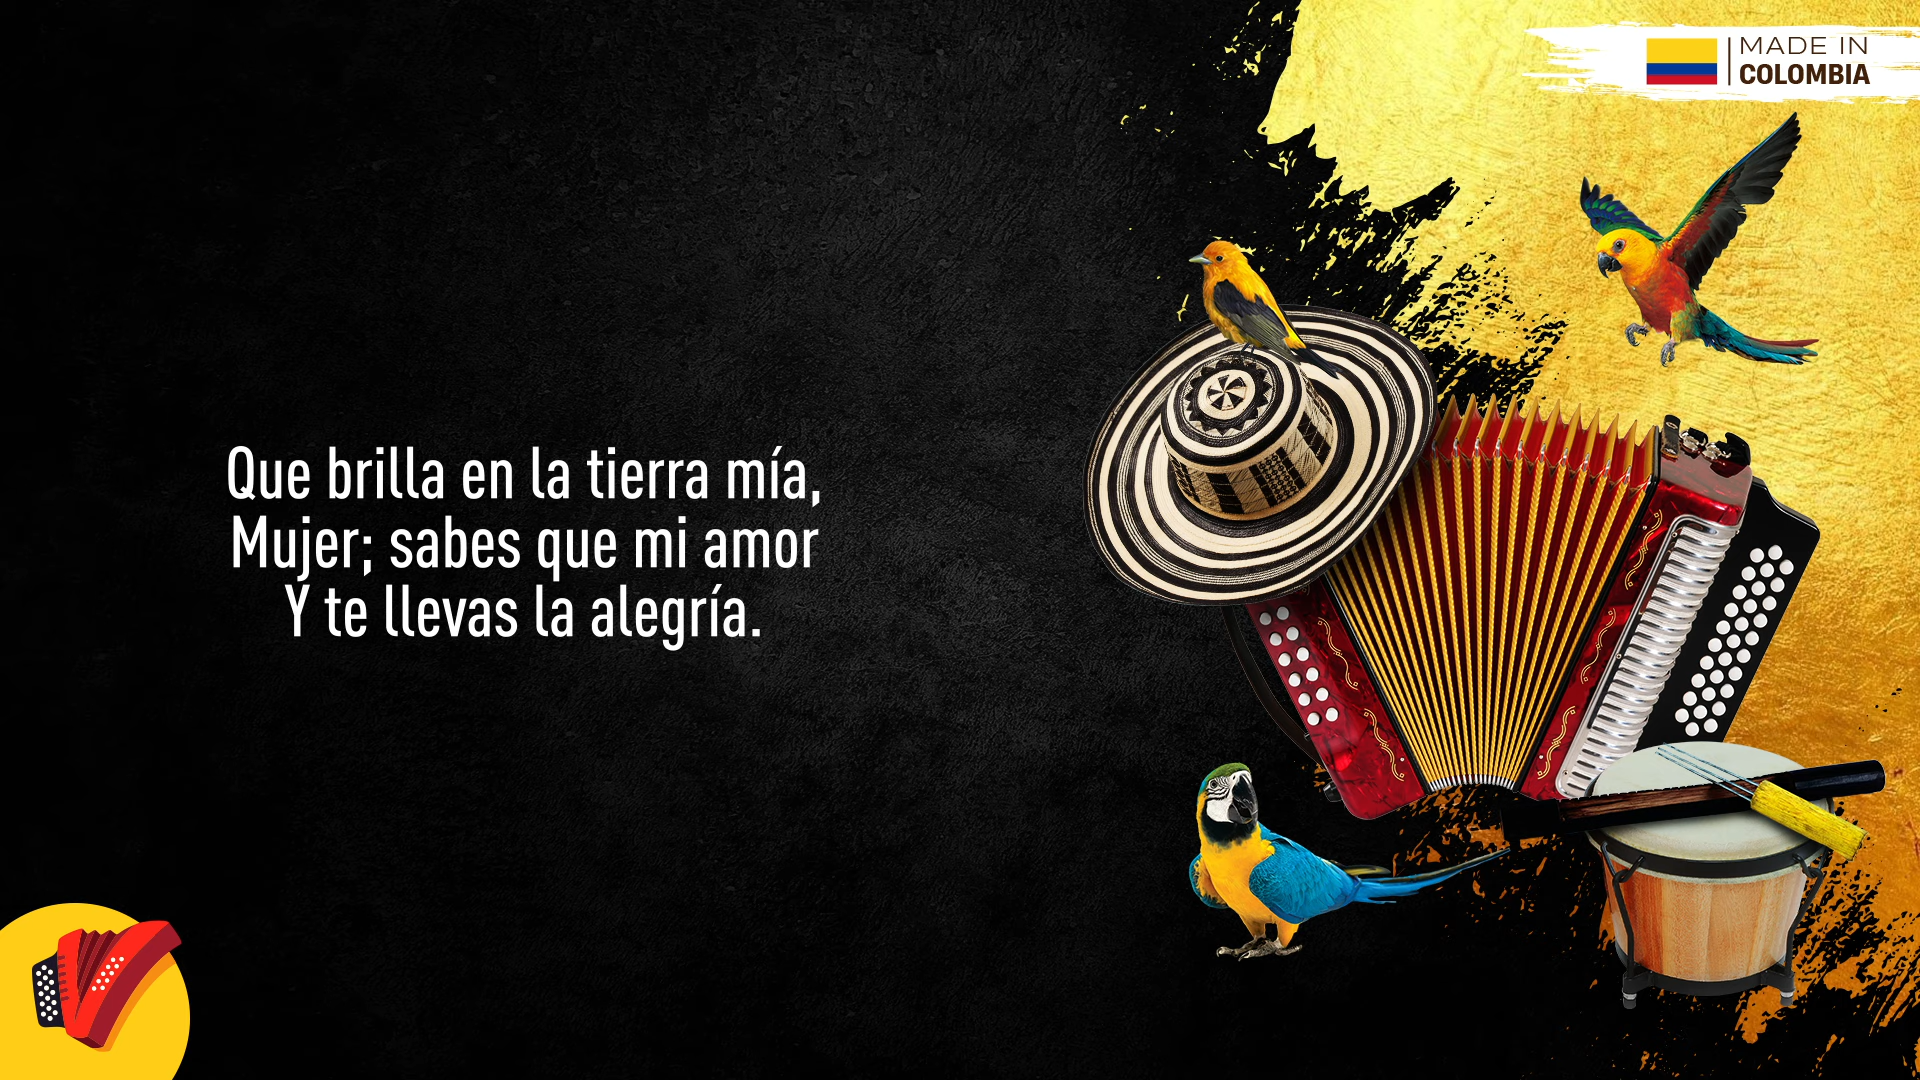 MADE IN
COLOMBIA
Que brilla en la tierra mía,
Mujer; sabes que mi amor
Y te llevas la alegría.